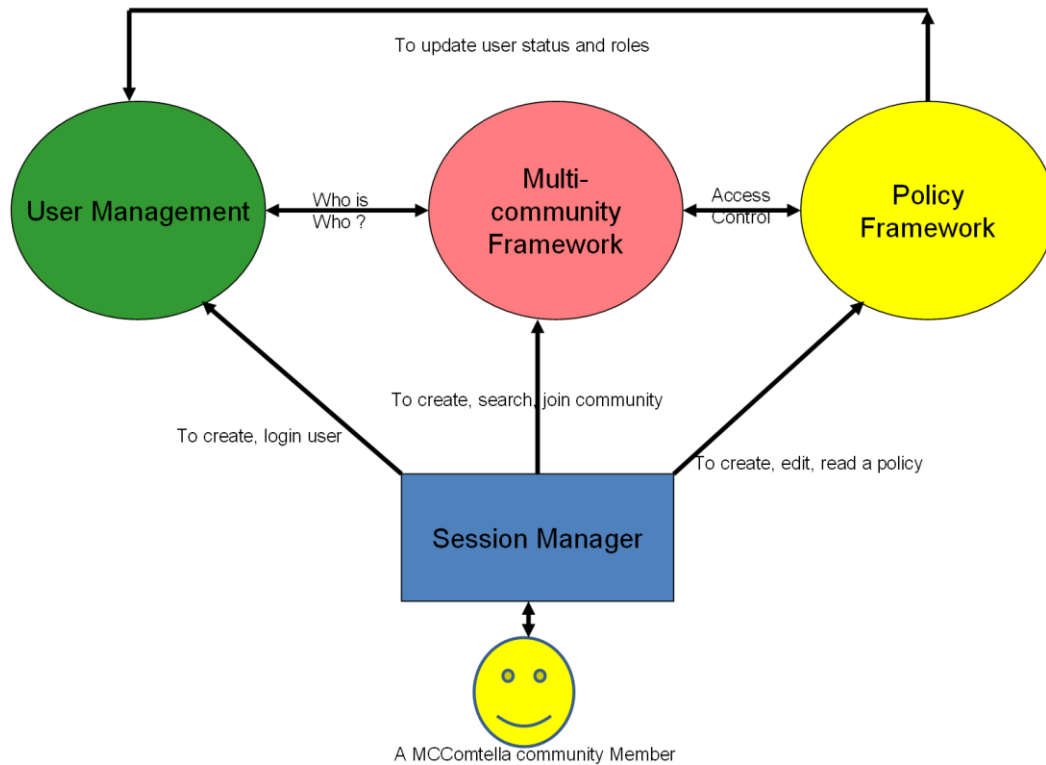 To update user status and roles
User Management
Who is
Who ?
Multi-
community
Framework
Access
Control
Policy
Framework
To create, search, join community
To create, login user
To create, edit, read a policy
Session Manager
A MCComtella community Member